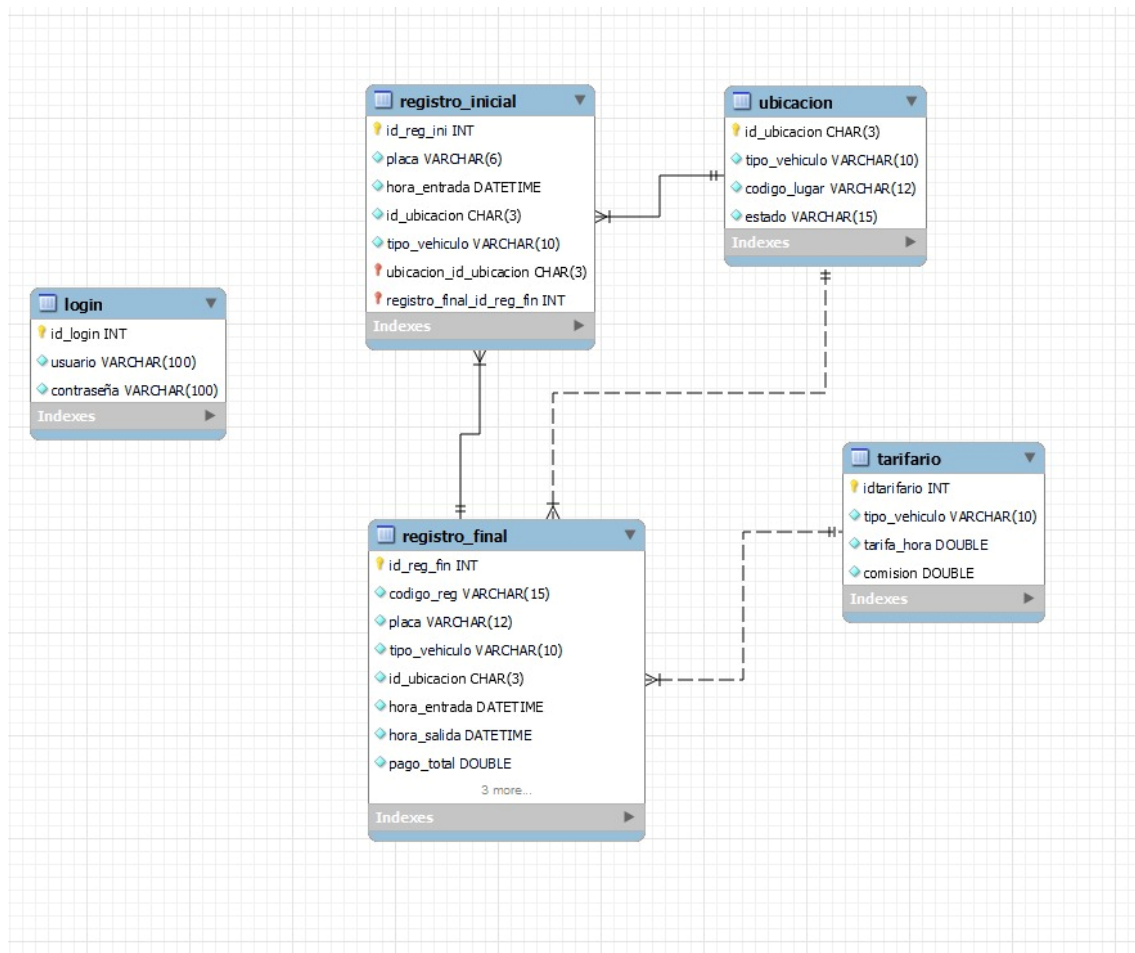 registro_inicial
id_reg_ini INT
placa VARCHAR(6)
hora_entrada DATETIME
id_ubicacion CHAR(3)
tipo_vehiculo VARCHAR(10)
ubicacion_id_ubicacion CHAR(3)
registro_final_id_reg_fin INT
Indexes
ubicacion
id_ubicacion CHAR(3)
tipo_vehiculo VARCHAR(10)
codigo_lugar VARCHAR(12)
estado VARCHAR(15)
Indexes
login
id_login INT
usuario VARCHAR(100)
contraseña VARCHAR(100)
Indexes
registro_final
id_reg_fin INT
codigo_reg VARCHAR(15)
placa VARCHAR(12)
tipo_vehiculo VARCHAR(10)
id_ubicacion CHAR(3)
hora_entrada DATETIME
hora_salida DATETIME
pago_total DOUBLE
3 more...
Indexes
tarifario
idtarifario INT
tipo_vehiculo VARCHAR(10)
tarifa_hora DOUBLE
comision DOUBLE
Indexes